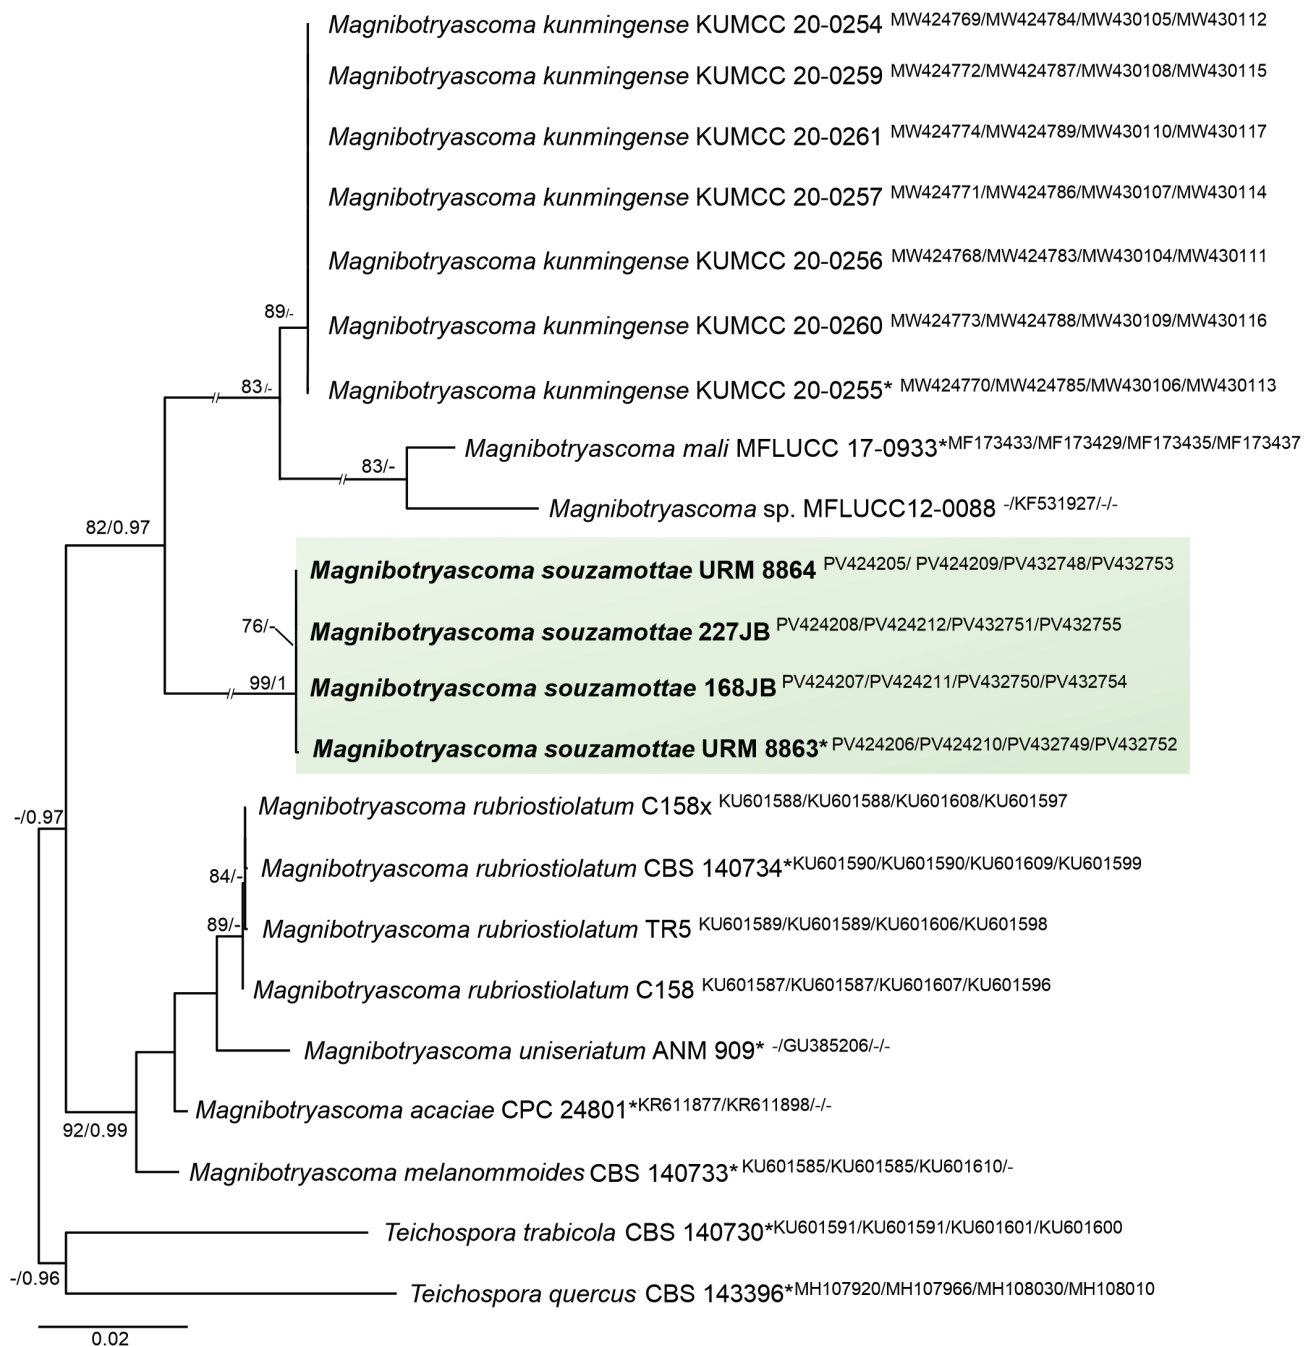 Magnibotryascoma kunmingense KUMCC 20-0254 MW424769/MW424784/MW430105/MW430112
Magnibotryascoma kunmingense KUMCC 20-0259 MW424772/MW424787/MW430108/MW430115
Magnibotryascoma kunmingense KUMCC 20-0261 MW424774/MW424789/MW430110/MW430117
Magnibotryascoma kunmingense KUMCC 20-0257 MW424771/MW424786/MW430107/MW430114
Magnibotryascoma kunmingense KUMCC 20-0256 MW424768/MW424783/MW430104/MW430111
89/-
Magnibotryascoma kunmingense KUMCC 20-0260 MW424773/MW424788/MW430109/MW430116
83/-
Magnibotryascoma kunmingense KUMCC 20-0255* MW424770/MW424785/MW430106/MW430113
Magnibotryascoma mali MFLUCC 17-0933*MF173433/MF173429/MF173435/MF173437
83/-
Magnibotryascoma sp. MFLUCC12-0088 -/KF531927/-/-
82/0.97
Magnibotryascoma souzamottae URM 8864 PV424205/ PV424209/PV432748/PV432753
76/-
Magnibotryascoma souzamottae 227JB PV424208/PV424212/PV432751/PV432755
99/1
Magnibotryascoma souzamottae 168JB PV424207/PV424211/PV432750/PV432754
Magnibotryascoma souzamottae URM 8863* PV424206/PV424210/PV432749/PV432752
-/0.97
Magnibotryascoma rubriostiolatum C158x KU601588/KU601588/KU601608/KU601597
84/-
Magnibotryascoma rubriostiolatum CBS 140734*KU601590/KU601590/KU601609/KU601599
89/-
Magnibotryascoma rubriostiolatum TR5 KU601589/KU601589/KU601606/KU601598
Magnibotryascoma rubriostiolatum C158 KU601587/KU601587/KU601607/KU601596
Magnibotryascoma uniseriatum ANM 909* -/GU385206/-/-
Magnibotryascoma acaciae CPC 24801*KR611877/KR611898/-/-
92/0.99
Magnibotryascoma melanommoides CBS 140733* KU601585/KU601585/KU601610/-
Teichospora trabicola CBS 140730*KU601591/KU601591/KU601601/KU601600
-/0.96
Teichospora quercus CBS 143396*MH107920/MH107966/MH108030/MH108010
0.02